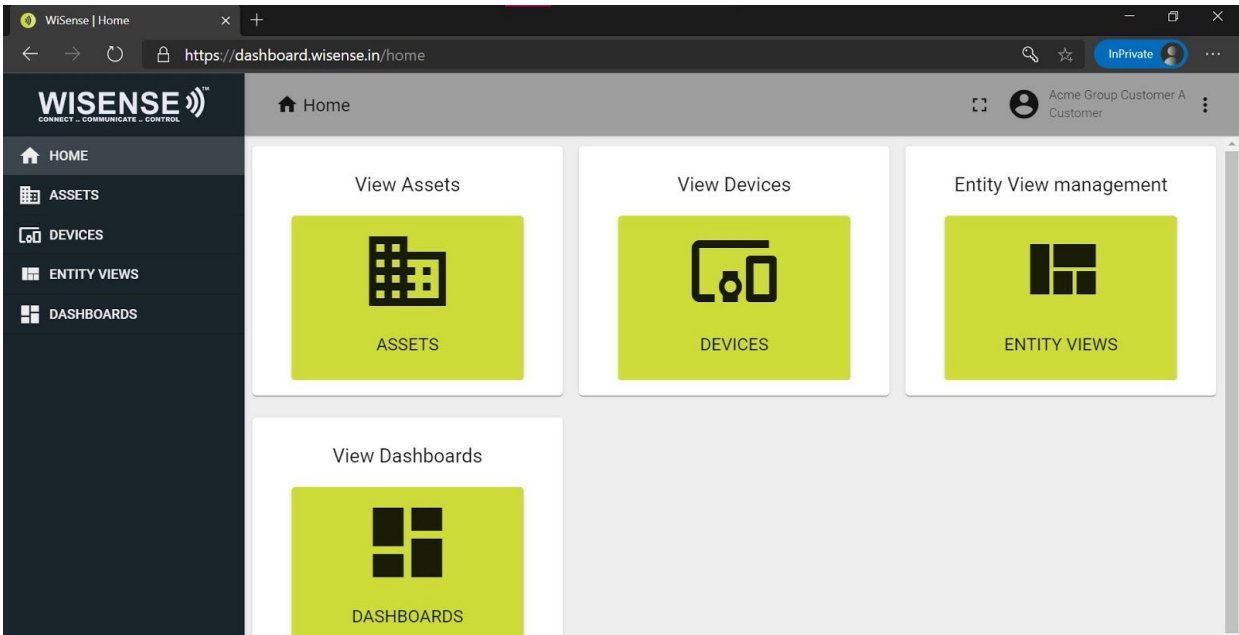 WiSense | Home
https://dashboard.wisense.in/home
InPrivate
WISENSE™
CONNECT .. COMMUNICATE .. CONTROL
Home
Acme Group Customer A
Customer
HOME
ASSETS
DEVICES
ENTITY VIEWS
DASHBOARDS
View Assets
ASSETS
View Devices
DEVICES
Entity View management
ENTITY VIEWS
View Dashboards
DASHBOARDS